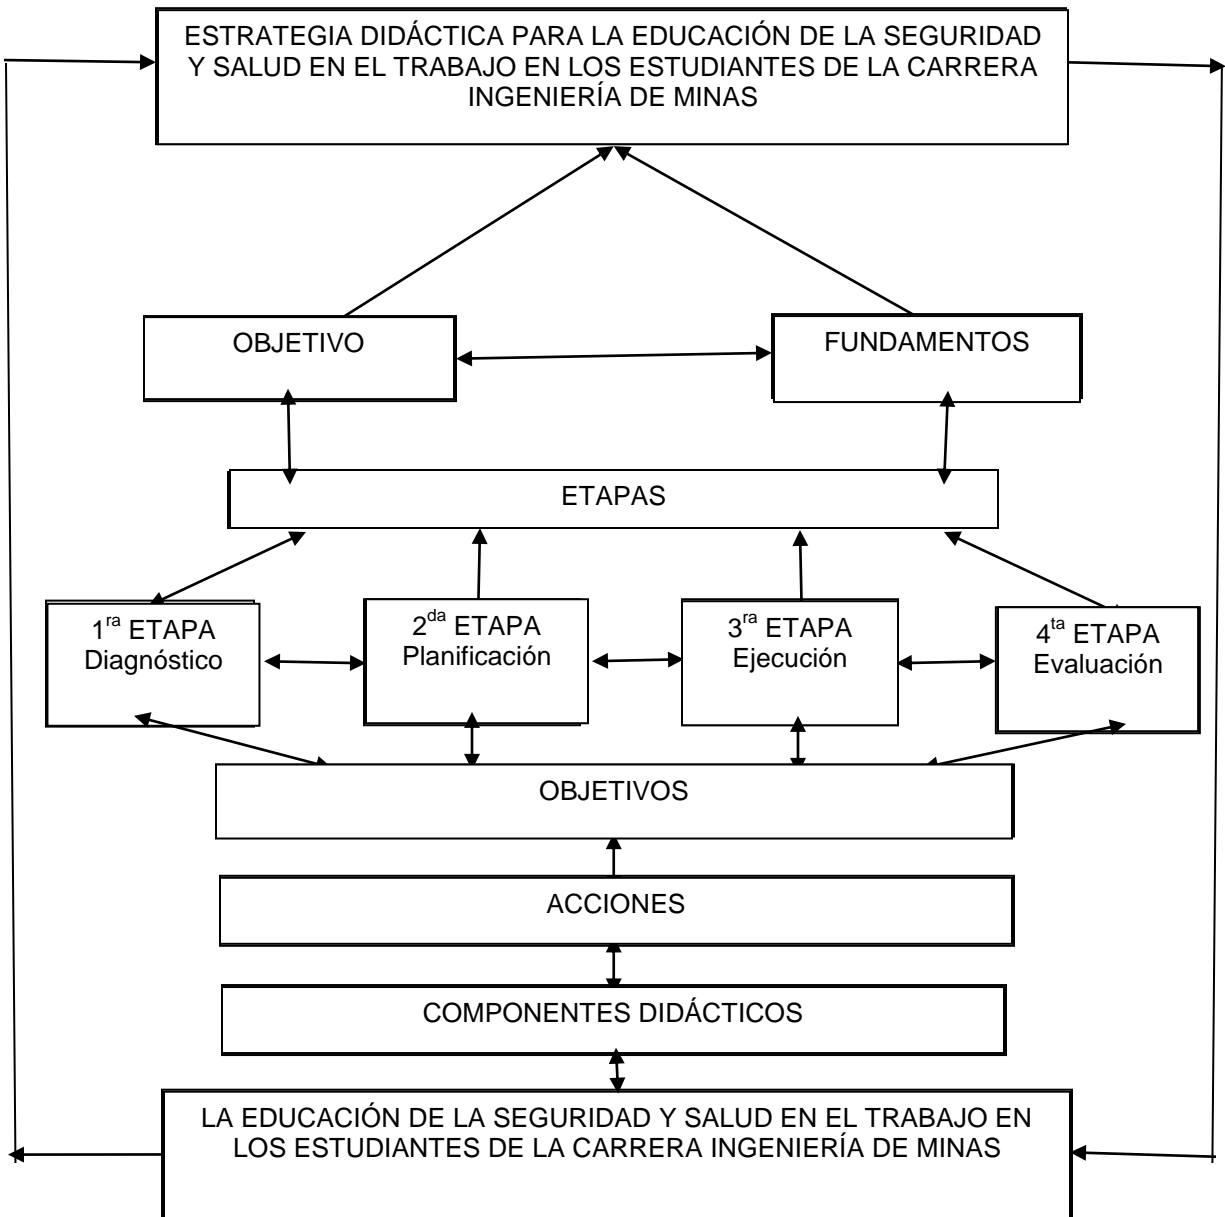 ESTRATEGIA DIDÁCTICA PARA LA EDUCACIÓN DE LA SEGURIDAD
Y SALUD EN EL TRABAJO EN LOS ESTUDIANTES DE LA CARRERA
INGENIERÍA DE MINAS
OBJETIVO
FUNDAMENTOS
ETAPAS
1ra ETAPA
Diagnóstico
2da ETAPA
Planificación
3ra ETAPA
Ejecución
4ta ETAPA
Evaluación
OBJETIVOS
ACCIONES
COMPONENTES DIDÁCTICOS
LA EDUCACIÓN DE LA SEGURIDAD Y SALUD EN EL TRABAJO EN
LOS ESTUDIANTES DE LA CARRERA INGENIERÍA DE MINAS